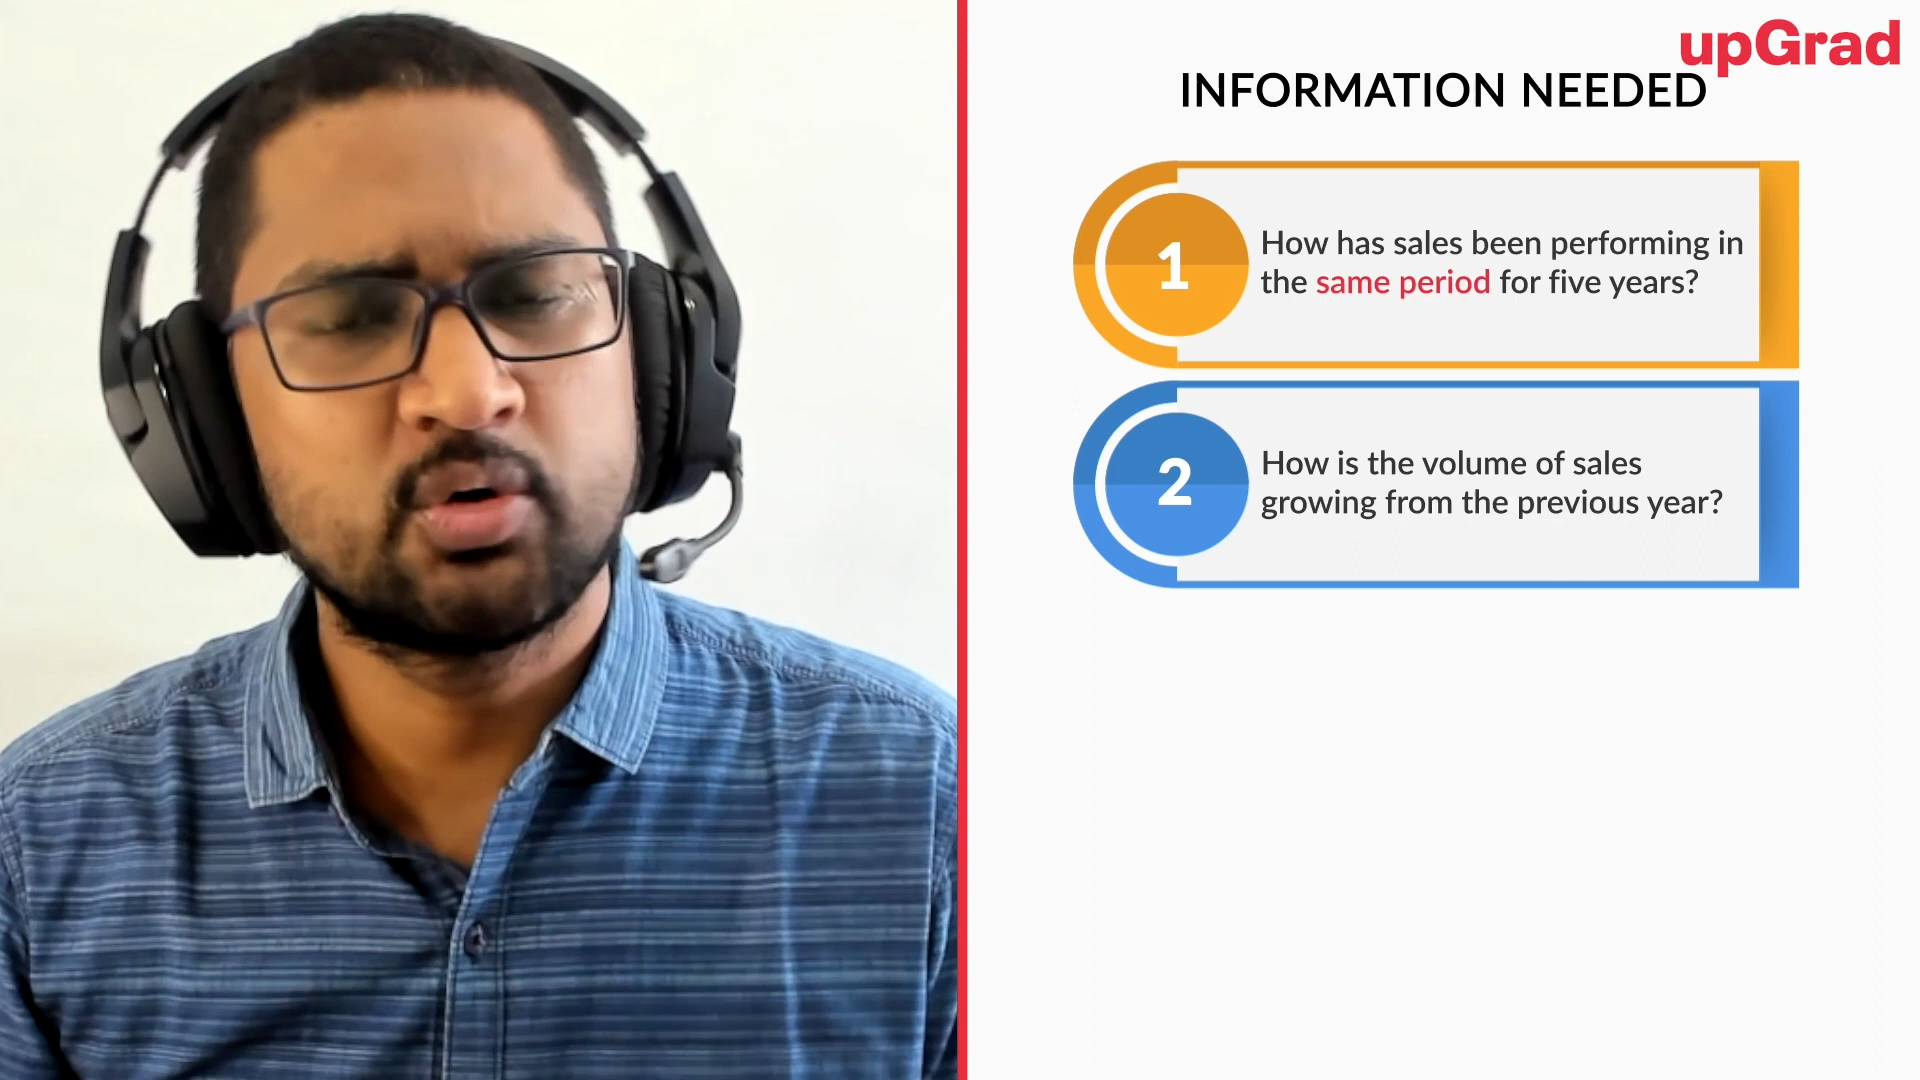 upGrad
INFORMATION NEEDED
1
How has sales been performing in
the same period for five years?
2
How is the volume of sales
growing from the previous year?